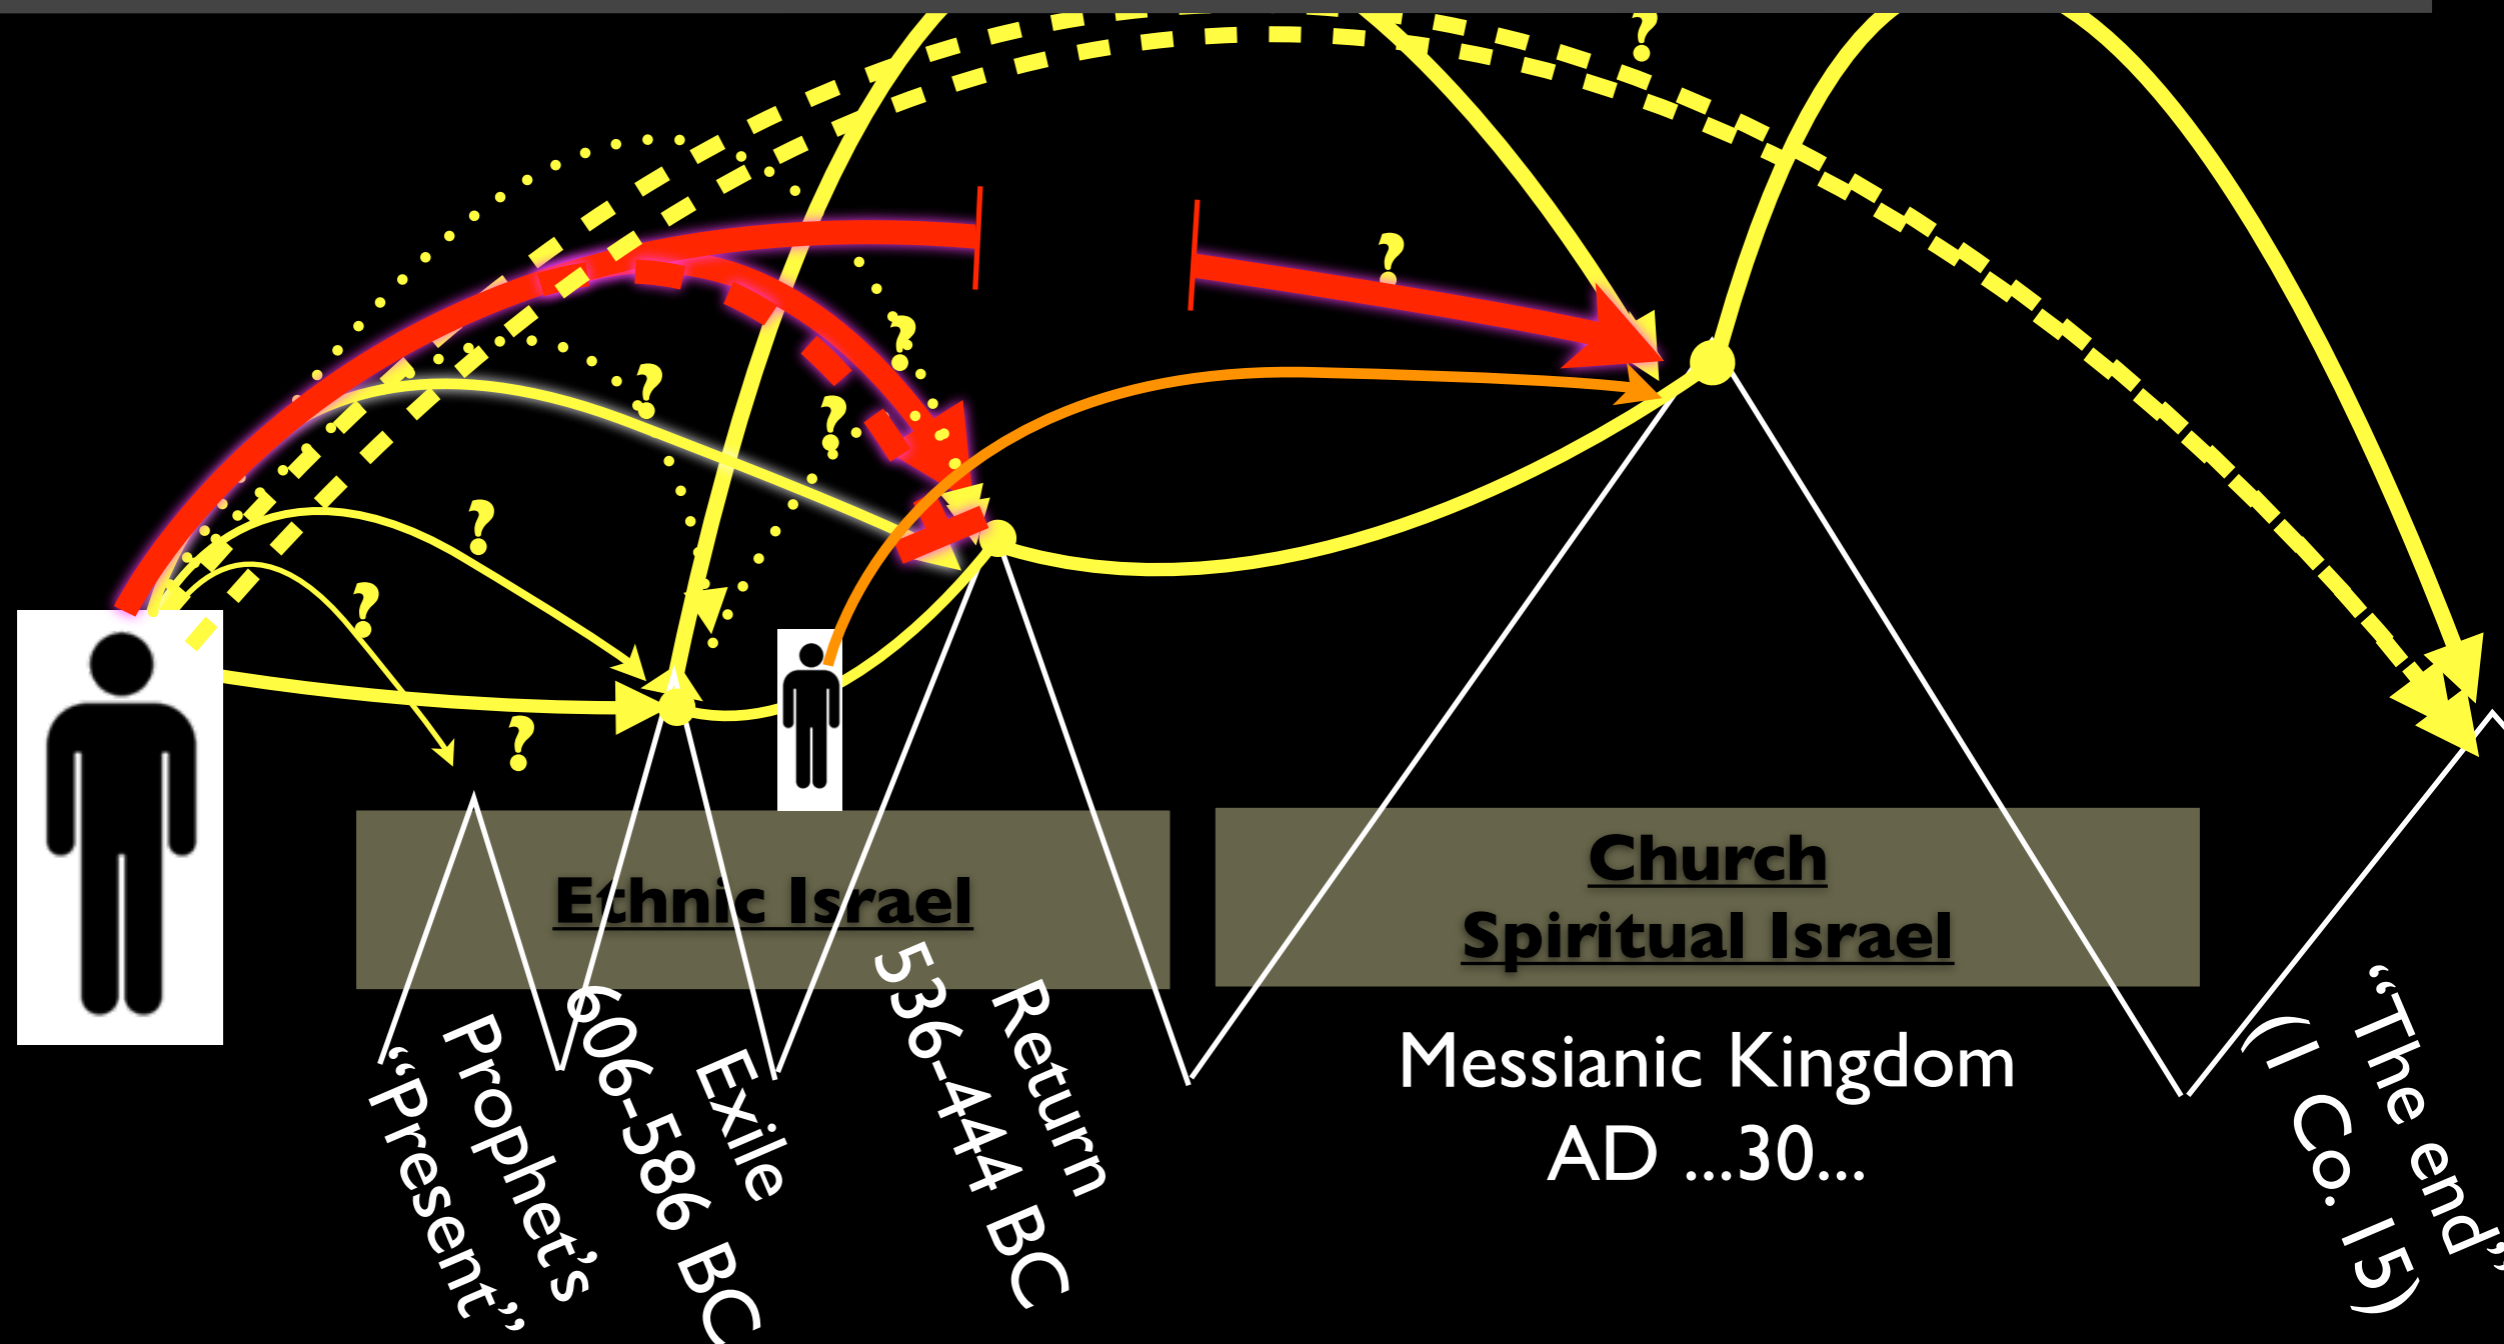 ?
?
?
?
?
?
?
?
Ethnic Israel
Church
Spiritual Israel
Prophet's
“Present”
Exile
606-586 BC
Return
536-444 BC
Messianic Kingdom
AD ...30...
“The end”
(1 Co. 15)